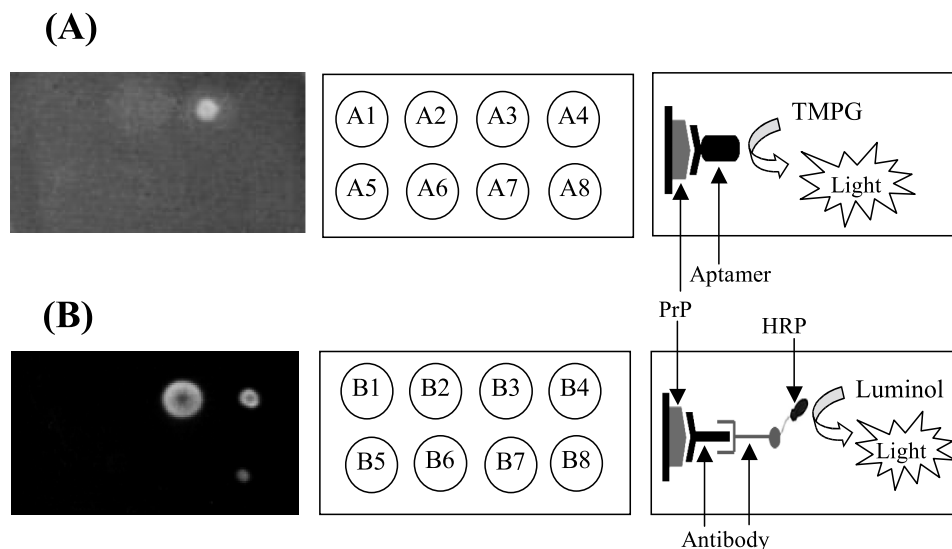 (A)
A1 A2 A3 A4
TMPG
A5 A6 A7 A8
Light
Aptamer
PrP
(B)
HRP
B1 B2 B3 B4
Luminol
B5 B6 B7 B8
Light
Antibody